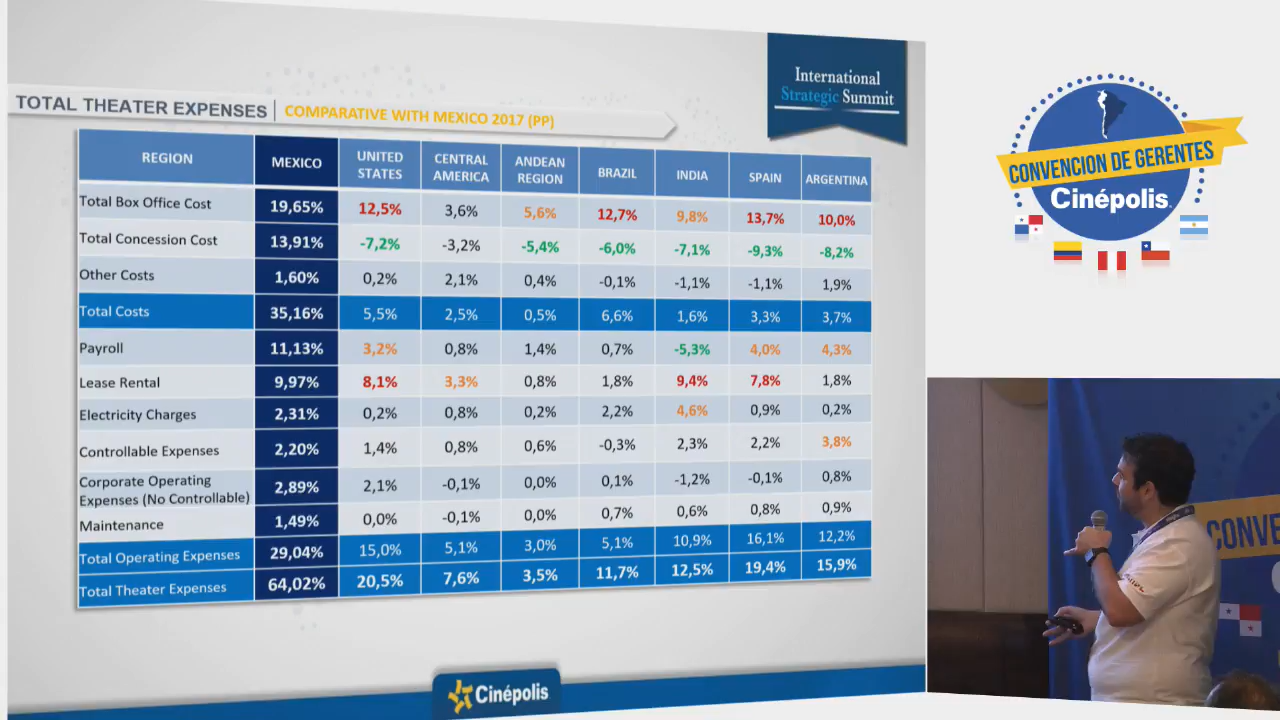 International
Strategic Summit
TOTAL THEATER EXPENSES COMPARATIVE WITH MEXICO 2017 (PP)
REGION MEXICO UNITED STATES CENTRAL AMERICA ANDEAN REGION BRAZIL INDIA SPAIN ARGENTINA
Total Box Office Cost 19,65% 12,5% 3,6% 5,6% 12,7% 9,8% 13,7% 10,0%
Total Concession Cost 13,91% -7,2% -3,2% -5,4% -6,0% -7,1% -9,3% -8,2%
Other Costs 1,60% 0,2% 2,1% 0,4% -0,1% -1,1% -1,1% 1,9%
Total Costs 35,16% 5,5% 2,5% 0,5% 6,6% 1,6% 3,3% 3,7%
Payroll 11,13% 3,2% 0,8% 1,4% 0,7% -5,3% 4,0% 4,3%
Lease Rental 9,97% 8,1% 3,3% 0,8% 1,8% 9,4% 7,8% 1,8%
Electricity Charges 2,31% 0,2% 0,8% 0,2% 2,2% 4,6% 0,9% 0,2%
Controllable Expenses 2,20% 1,4% 0,8% 0,6% -0,3% 2,3% 2,2% 3,8%
Corporate Operating
Expenses (No Controllable) 2,89% 2,1% -0,1% 0,0% 0,1% -1,2% -0,1% 0,8%
Maintenance 1,49% 0,0% -0,1% 0,0% 0,7% 0,6% 0,8% 0,9%
Total Operating Expenses 29,04% 15,0% 5,1% 3,0% 5,1% 10,9% 16,1% 12,2%
Total Theater Expenses 64,02% 20,5% 7,6% 3,5% 11,7% 12,5% 19,4% 15,9%
Cinépolis
CONVENCION DE GERENTES
Cinépolis